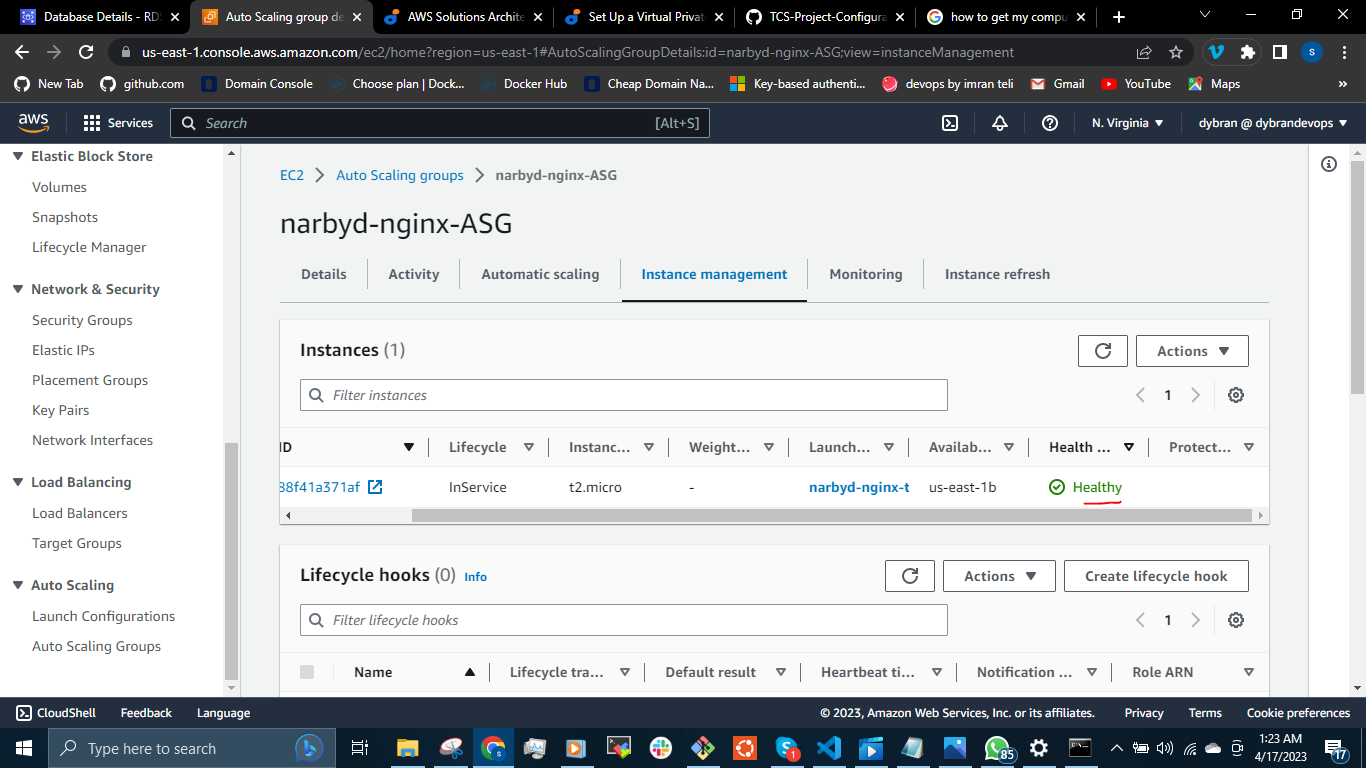 Database Details - RDS
Auto Scaling group de
AWS Solutions Archite
Set Up a Virtual Privat
TCS-Project-Configura
how to get my compu
us-east-1.console.aws.amazon.com/ec2/home?region=us-east-1#AutoScalingGroupDetails:id=narbyd-nginx-ASG;view=instanceManagement
S
New Tab
github.com
Domain Console
Choose plan | Dock...
Docker Hub
Cheap Domain Na...
Key-based authenti...
devops by imran teli
Gmail
YouTube
Maps
»
aws
Services
Search
[Alt+S]
N. Virginia
dybran @ dybrandevops
Elastic Block Store
Volumes
Snapshots
Lifecycle Manager
Network & Security
Security Groups
Elastic IPs
Placement Groups
Key Pairs
Network Interfaces
Load Balancing
Load Balancers
Target Groups
Auto Scaling
Launch Configurations
Auto Scaling Groups
EC2 > Auto Scaling groups > narbyd-nginx-ASG
narbyd-nginx-ASG
Details
Activity
Automatic scaling
Instance management
Monitoring
Instance refresh
Instances (1)
Actions
Filter instances
1
ID
Lifecycle
Instanc...
Weight...
Launch...
Availab...
Health ...
Protect...
88f41a371af
InService
t2.micro
-
narbyd-nginx-t
us-east-1b
Healthy
Lifecycle hooks (0) Info
Actions
Create lifecycle hook
Filter lifecycle hooks
1
Name
Lifecycle tra...
Default result
Heartbeat ti...
Notification ...
Role ARN
CloudShell
Feedback
Language
© 2023, Amazon Web Services, Inc. or its affiliates.
Privacy
Terms
Cookie preferences
Type here to search
1
85
1:23 AM
4/17/2023
17